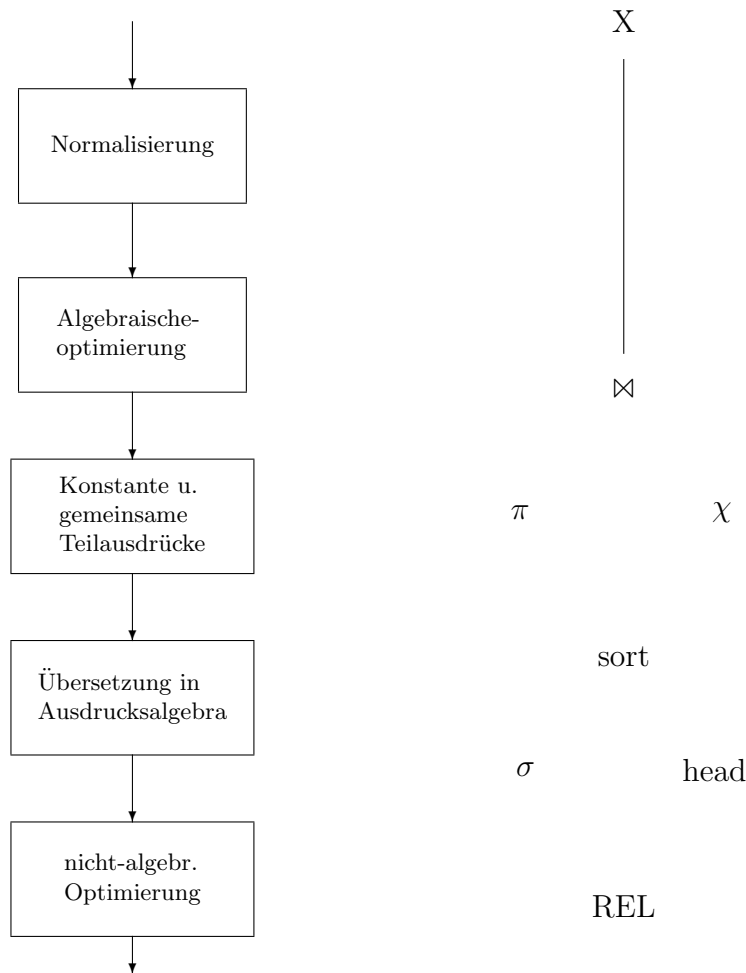 X
Normalisierung
Algebraische-
optimierung
⋈
Konstante u.
gemeinsame
Teilausdrücke
π χ
sort
Übersetzung in
Ausdrucksalgebra
σ head
nicht-algebr.
Optimierung
REL